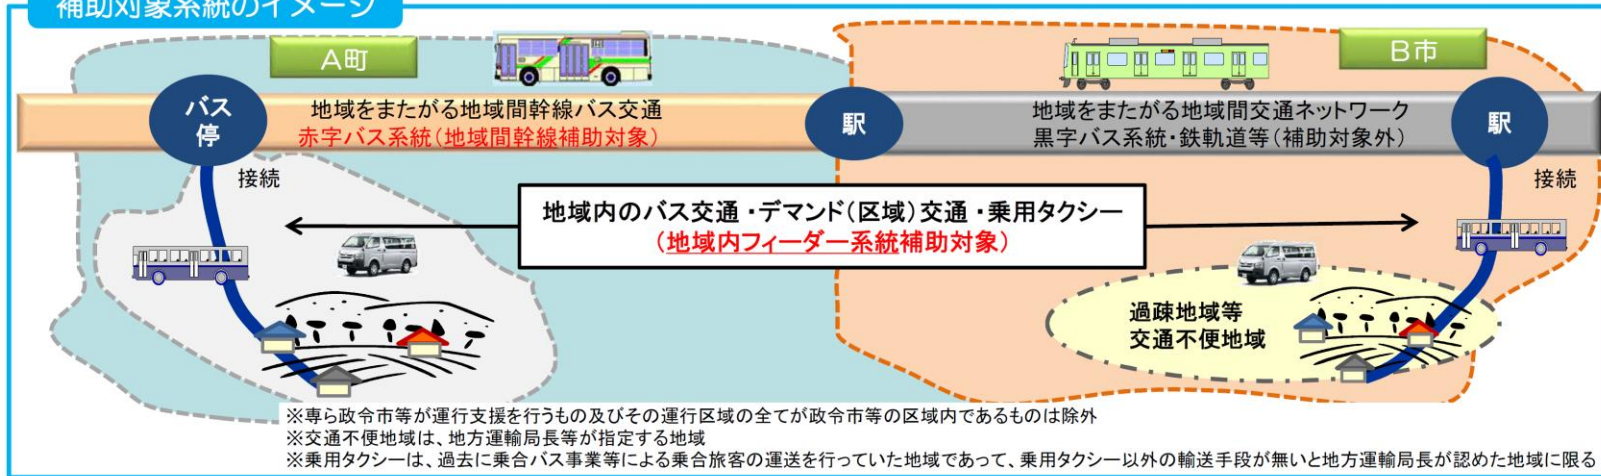 補助対象系統のイメージ
A町
B市
バス
停
地域をまたがる地域間幹線バス交通
赤字バス系統(地域間幹線補助対象)
駅
地域をまたがる地域間交通ネットワーク
黒字バス系統・鉄軌道等(補助対象外)
駅
接続
接続
地域内のバス交通・デマンド(区域)交通・乗用タクシー
(地域内フィーダー系統補助対象)
過疎地域等
交通不便地域
※専ら政令市等が運行支援を行うもの及びその運行区域の全てが政令市等の区域内であるものは除外
※交通不便地域は、地方運輸局長等が指定する地域
※乗用タクシーは、過去に乗合バス事業等による乗合旅客の運送を行っていた地域であって、乗用タクシー以外の輸送手段が無いと地方運輸局長が認めた地域に限る